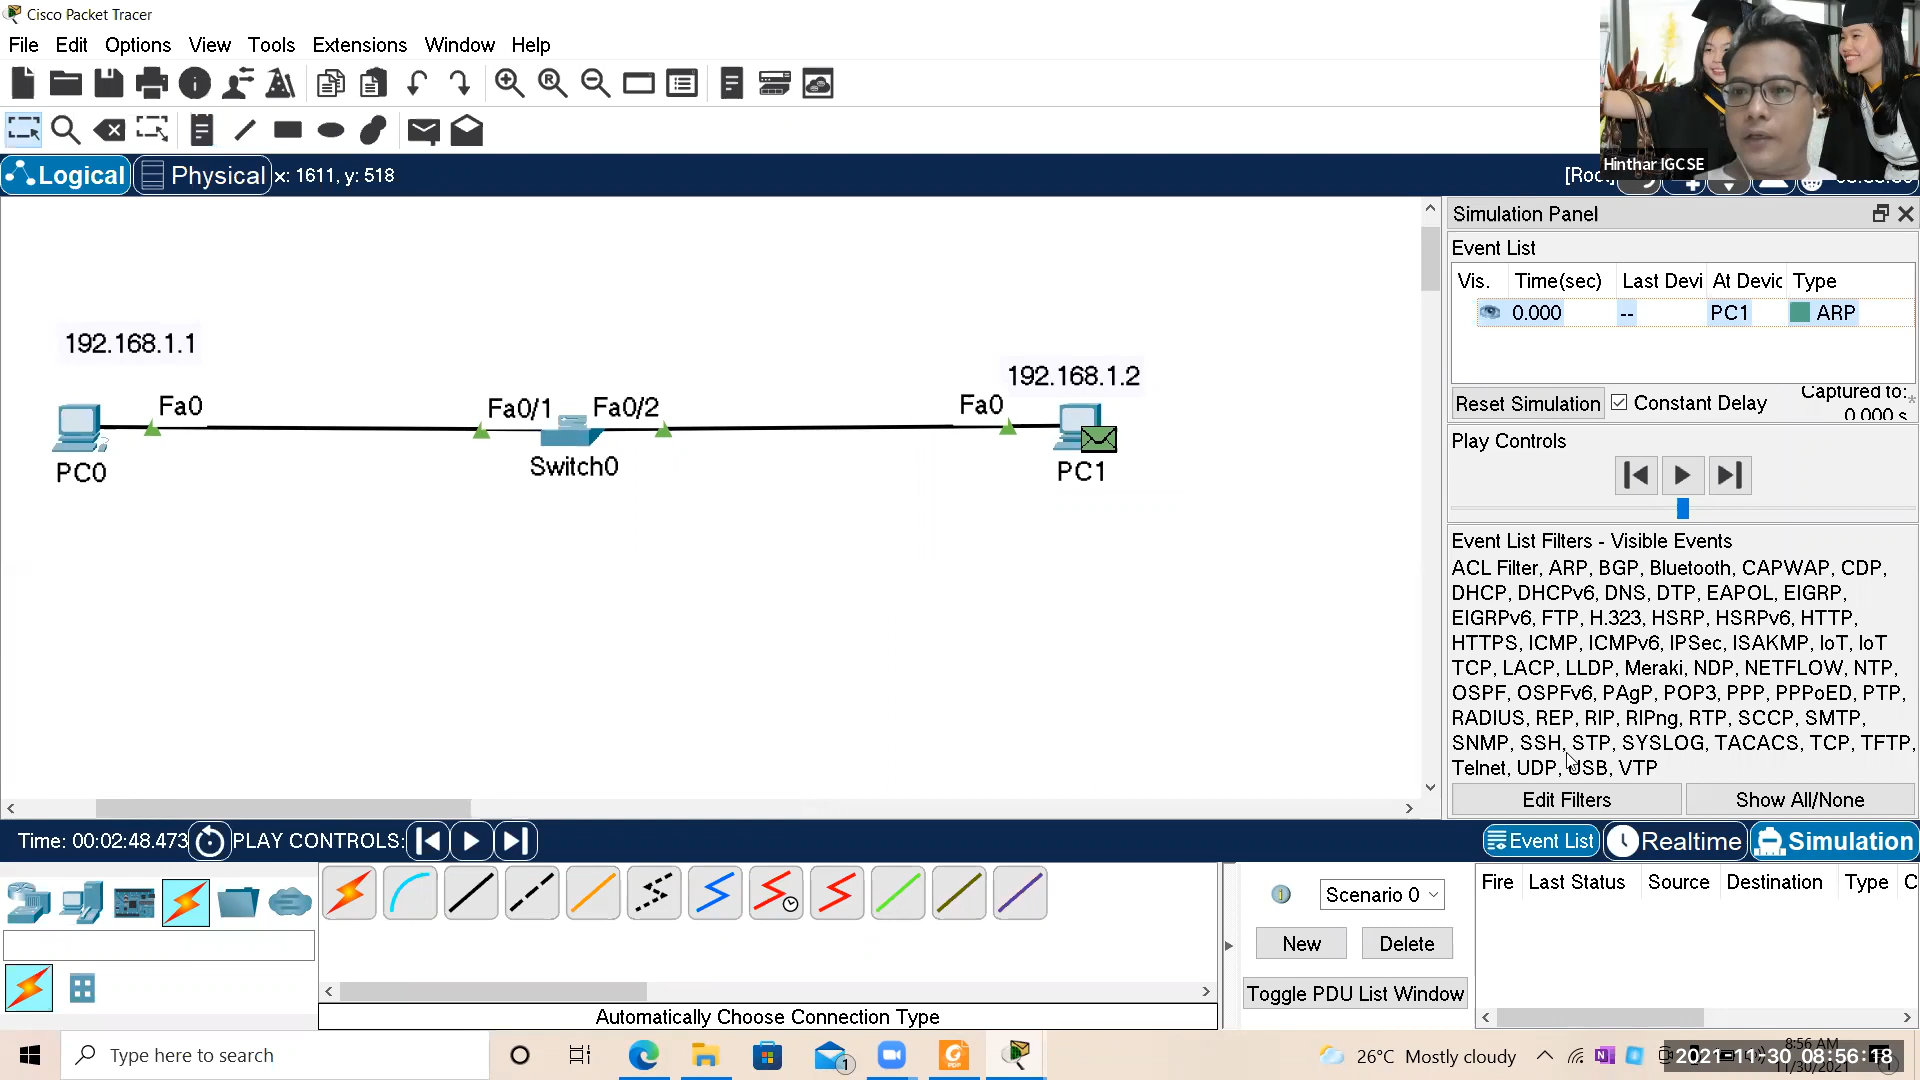 Cisco Packet Tracer
File Edit Options View Tools Extensions Window Help
Hinthar IGCSE
Logical Physical x: 1611, y: 518 [Root]
Simulation Panel
Event List
Vis. Time(sec) Last Devi At Devic Type
0.000 -- PC1 ARP
192.168.1.1
192.168.1.2
Fa0 Fa0/1 Fa0/2 Fa0
PC0 Switch0 PC1
Reset Simulation Constant Delay Captured to:
0.000 s
Play Controls
Event List Filters - Visible Events
ACL Filter, ARP, BGP, Bluetooth, CAPWAP, CDP,
DHCP, DHCPv6, DNS, DTP, EAPOL, EIGRP,
EIGRPv6, FTP, H.323, HSRP, HSRPv6, HTTP,
HTTPS, ICMP, ICMPv6, IPSec, ISAKMP, IoT, IoT
TCP, LACP, LLDP, Meraki, NDP, NETFLOW, NTP,
OSPF, OSPFv6, PAgP, POP3, PPP, PPPoED, PTP,
RADIUS, REP, RIP, RIPng, RTP, SCCP, SMTP,
SNMP, SSH, STP, SYSLOG, TACACS, TCP, TFTP,
Telnet, UDP, USB, VTP
Edit Filters Show All/None
Time: 00:02:48.473 PLAY CONTROLS: Event List Realtime Simulation
Scenario 0
New Delete
Toggle PDU List Window
Fire Last Status Source Destination Type C
Automatically Choose Connection Type
Type here to search
1
26°C Mostly cloudy
8:56 AM
2021-11-30 08:56:18
11/30/2021